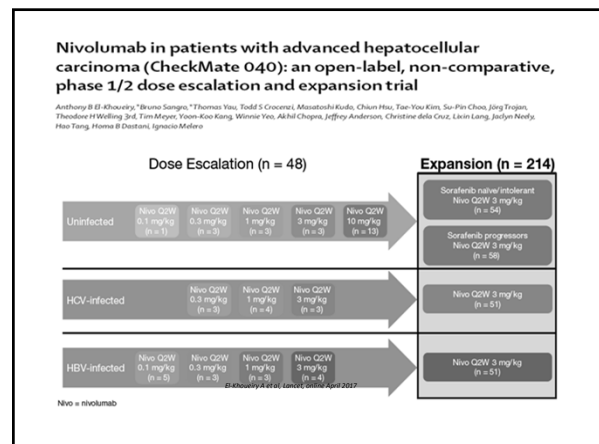 Nivolumab in patients with advanced hepatocellular
carcinoma (CheckMate 040): an open-label, non-comparative,
phase 1/2 dose escalation and expansion trial
Anthony B El-Khoueiry,* Bruno Sangro,* Thomas Yau, Todd S Crocenzi, Masatoshi Kudo, Chiun Hsu, Tae-You Kim, Su-Pin Choo, Jörg Trojan,
Theodore H Welling 3rd, Tim Meyer, Yoon-Koo Kang, Winnie Yeo, Akhil Chopra, Jeffrey Anderson, Christine dela Cruz, Lixin Lang, Jaclyn Neely,
Hao Tang, Homa B Dastani, Ignacio Melero
Dose Escalation (n = 48)
Expansion (n = 214)
Uninfected
Nivo Q2W
0.1 mg/kg
(n = 1)
Nivo Q2W
0.3 mg/kg
(n = 3)
Nivo Q2W
1 mg/kg
(n = 3)
Nivo Q2W
3 mg/kg
(n = 3)
Nivo Q2W
10 mg/kg
(n = 13)
Sorafenib naïve/intolerant
Nivo Q2W 3 mg/kg
(n = 54)
Sorafenib progressors
Nivo Q2W 3 mg/kg
(n = 58)
HCV-infected
Nivo Q2W
0.3 mg/kg
(n = 3)
Nivo Q2W
1 mg/kg
(n = 4)
Nivo Q2W
3 mg/kg
(n = 3)
Nivo Q2W 3 mg/kg
(n = 51)
HBV-infected
Nivo Q2W
0.1 mg/kg
(n = 5)
Nivo Q2W
0.3 mg/kg
(n = 3)
Nivo Q2W
1 mg/kg
(n = 3)
Nivo Q2W
3 mg/kg
(n = 4)
Nivo Q2W 3 mg/kg
(n = 51)
El-Khoueiry A et al, Lancet, online April 2017
Nivo = nivolumab